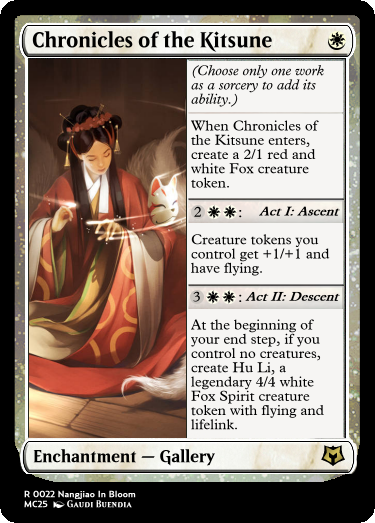 Chronicles of the Kitsune
(Choose only one work
as a sorcery to add its
ability.)
When Chronicles of
the Kitsune enters,
create a 2/1 red and
white Fox creature
token.
2 : Act I: Ascent
Creature tokens you
control get +1/+1 and
have flying.
3 : Act II: Descent
At the beginning of
your end step, if you
control no creatures,
create Hu Li, a
legendary 4/4 white
Fox Spirit creature
token with flying and
lifelink.
Enchantment — Gallery
R 0022 Nangjiao In Bloom
MC25 Gaudi Buendia